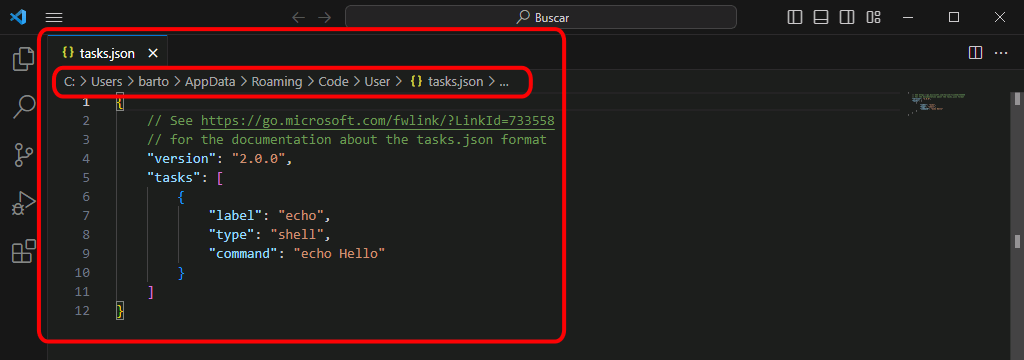 Buscar
tasks.json
C: > Users > barto > AppData > Roaming > Code > User > {} tasks.json > ...
1 {
2 // See https://go.microsoft.com/fwlink/?LinkId=733558
3 // for the documentation about the tasks.json format
4 "version": "2.0.0",
5 "tasks": [
6 {
7 "label": "echo",
8 "type": "shell",
9 "command": "echo Hello"
10 }
11 ]
12 }